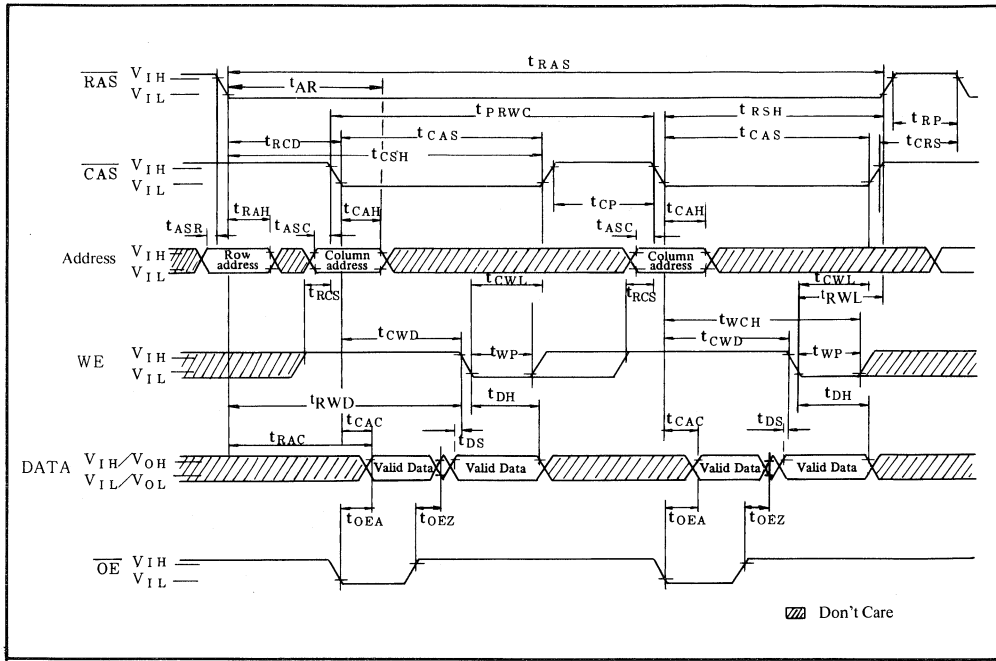 tRAS
RAS VIH
VIL
tAR
tPRWC
tRSH
tRP
tRCD
tCAS
tCAS
tCRS
tCSH
CAS VIH
VIL
tRAH
tCAH
tCP
tCAH
tASR
tASC
tASC
Address VIH
VIL
Row address
Column address
Column address
tRCS
tCWL
tRCS
tCWL
tRWL
tWCH
tCWD
tCWD
WE VIH
VIL
tWP
tWP
tRWD
tDH
tDH
tCAC
tCAC
tRAC
tDS
tDS
DATA VIH/VOH
VIL/VOL
Valid Data
Valid Data
Valid Data
Valid Data
tOEA
tOEZ
tOEA
tOEZ
OE VIH
VIL
Don't Care